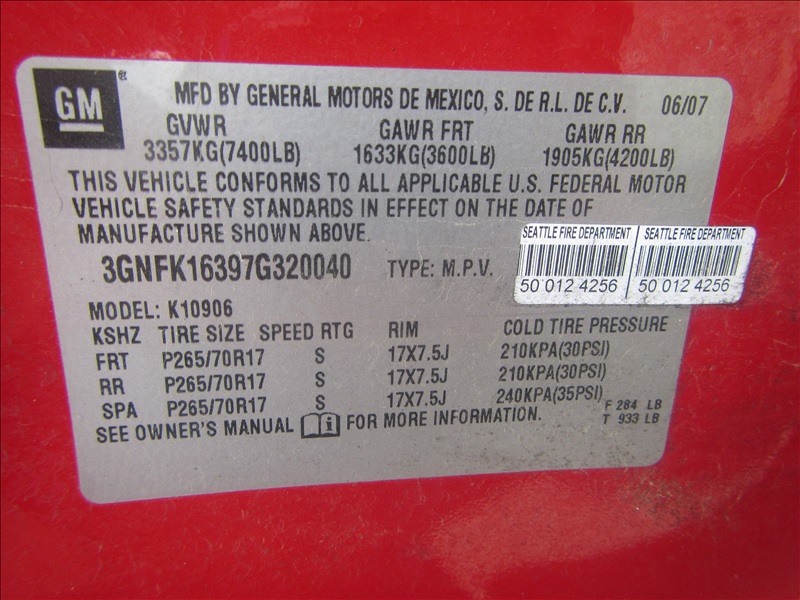 GM®
MFD BY GENERAL MOTORS DE MEXICO, S. DE R.L. DE C.V. 06/07
GVWR GAWR FRT GAWR RR
3357KG(7400LB) 1633KG(3600LB) 1905KG(4200LB)
THIS VEHICLE CONFORMS TO ALL APPLICABLE U.S. FEDERAL MOTOR
VEHICLE SAFETY STANDARDS IN EFFECT ON THE DATE OF
MANUFACTURE SHOWN ABOVE.
SEATTLE FIRE DEPARTMENT SEATTLE FIRE DEPARTMENT
3GNFK16397G320040 TYPE: M.P.V.
50 012 4256 50 012 4256
MODEL: K10906
KSHZ TIRE SIZE SPEED RTG RIM COLD TIRE PRESSURE
FRT P265/70R17 S 17X7.5J 210KPA(30PSI)
RR P265/70R17 S 17X7.5J 210KPA(30PSI)
SPA P265/70R17 S 17X7.5J 240KPA(35PSI)
F 284 LB
T 933 LB
SEE OWNER'S MANUAL i FOR MORE INFORMATION.